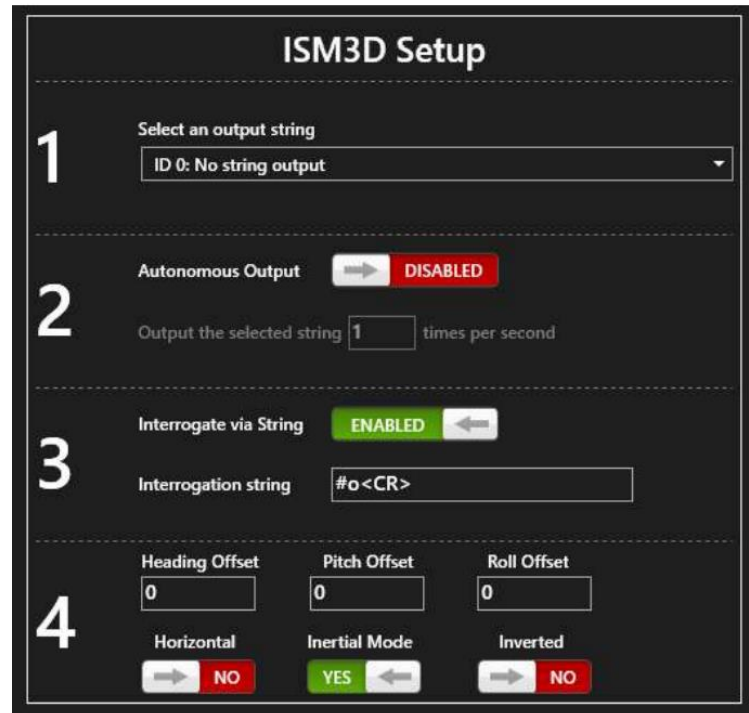 ISM3D Setup
1
Select an output string
ID 0: No string output
2
Autonomous Output DISABLED
Output the selected string 1 times per second
3
Interrogate via String ENABLED
Interrogation string #o<CR>
4
Heading Offset Pitch Offset Roll Offset
0 0 0
Horizontal Inertial Mode Inverted
NO YES NO